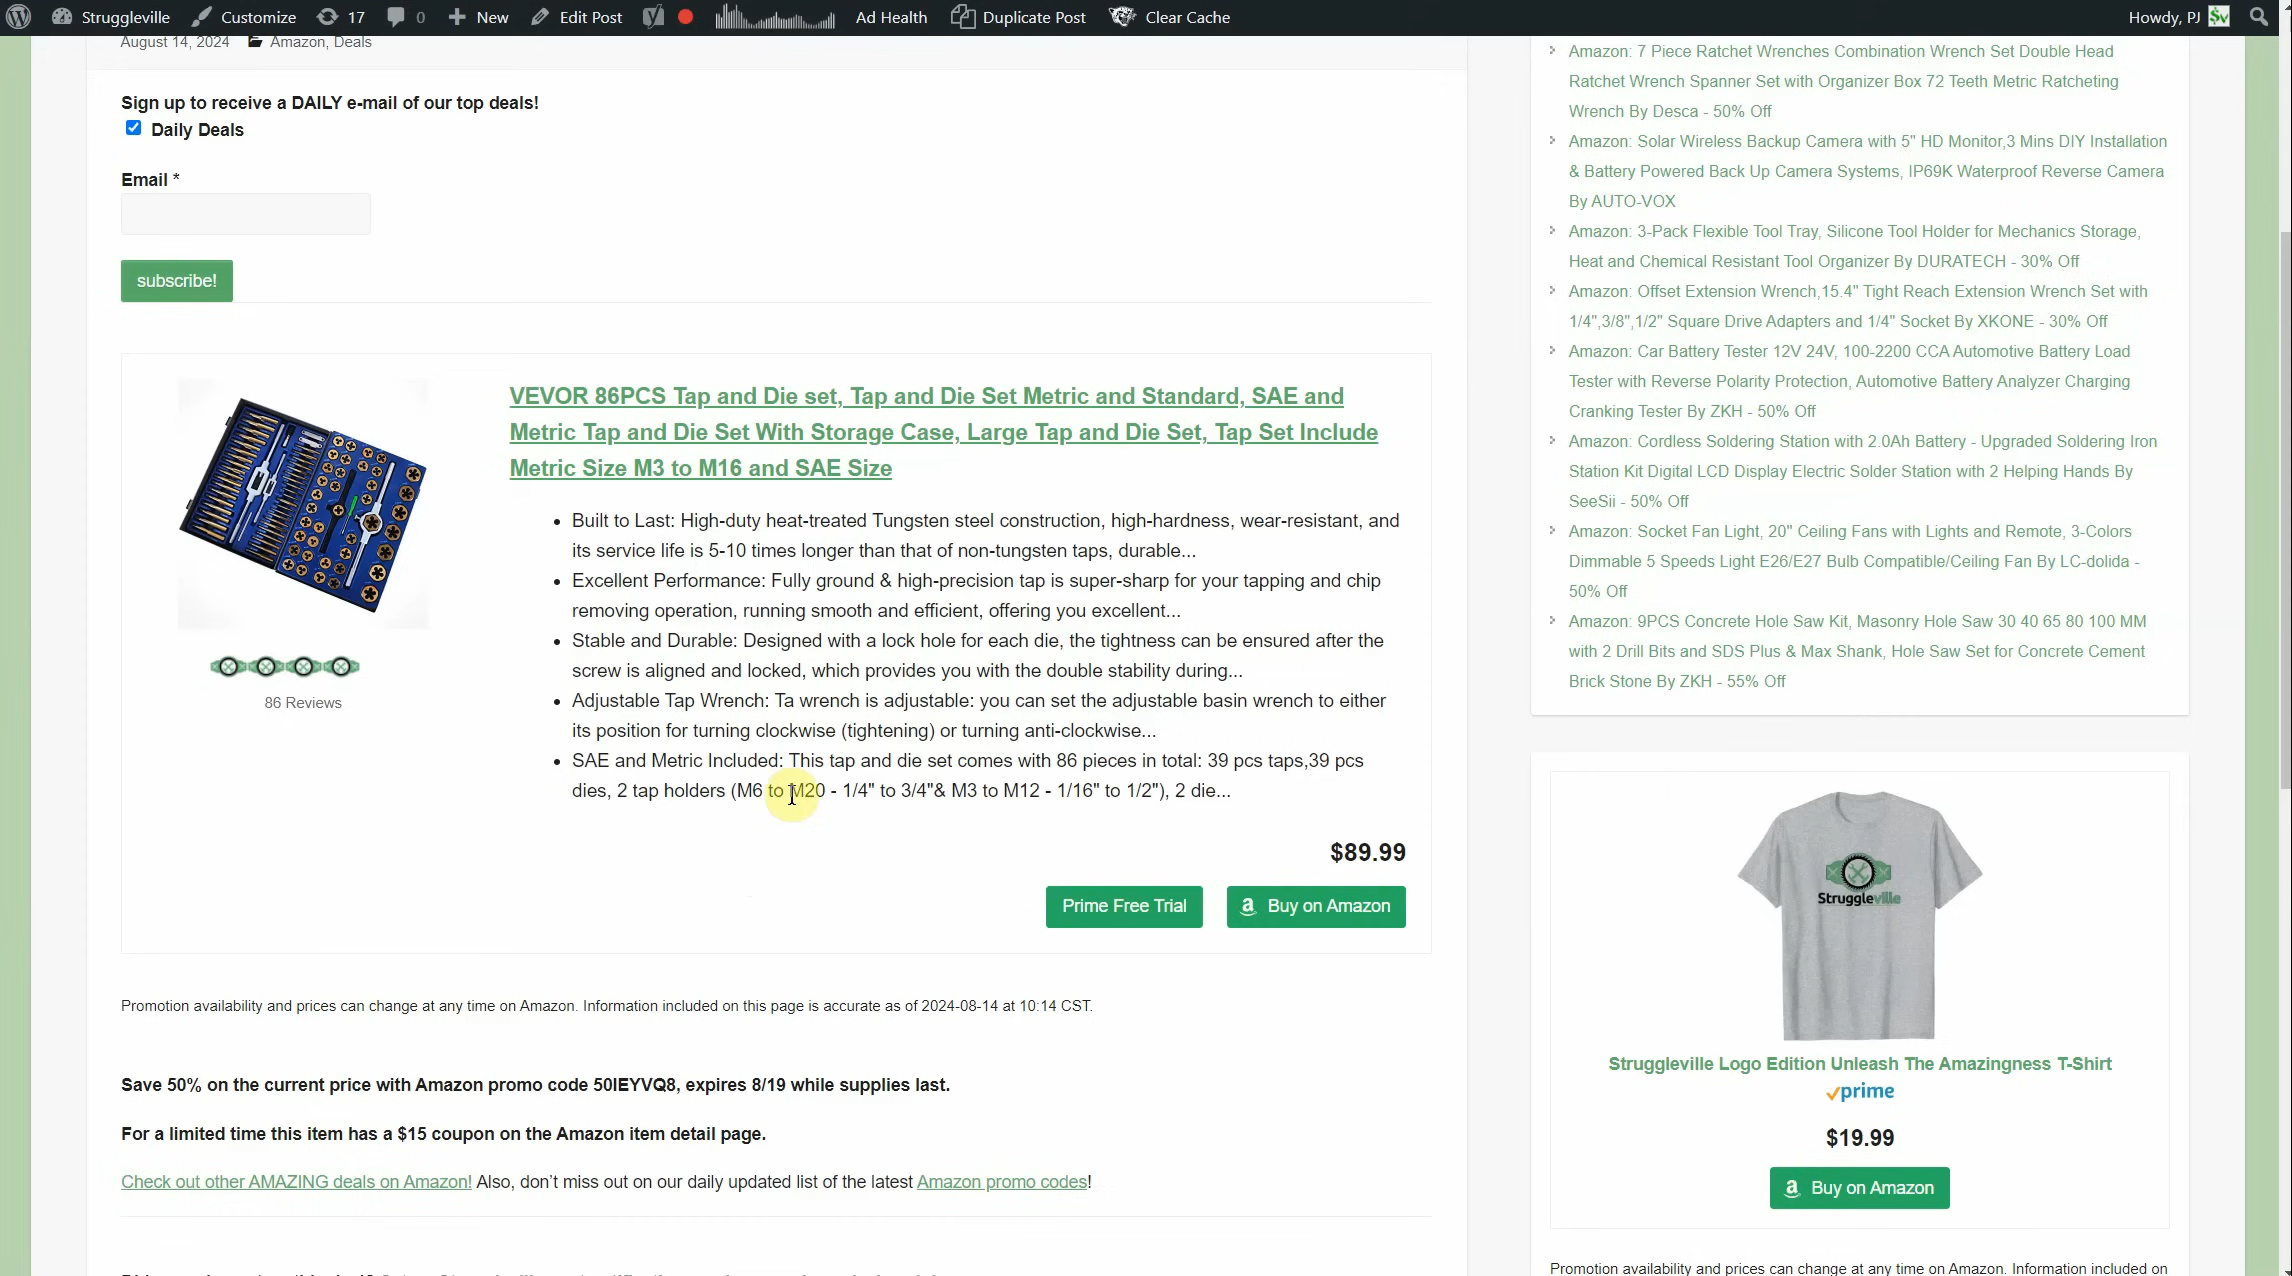 Struggleville Customize 17 0 New Edit Post Ad Health Duplicate Post Clear Cache Howdy, PJ
August 14, 2024 Amazon, Deals
Sign up to receive a DAILY e-mail of our top deals!
Daily Deals
Email *
subscribe!
VEVOR 86PCS Tap and Die set, Tap and Die Set Metric and Standard, SAE and
Metric Tap and Die Set With Storage Case, Large Tap and Die Set, Tap Set Include
Metric Size M3 to M16 and SAE Size
Built to Last: High-duty heat-treated Tungsten steel construction, high-hardness, wear-resistant, and
its service life is 5-10 times longer than that of non-tungsten taps, durable...
Excellent Performance: Fully ground & high-precision tap is super-sharp for your tapping and chip
removing operation, running smooth and efficient, offering you excellent...
Stable and Durable: Designed with a lock hole for each die, the tightness can be ensured after the
screw is aligned and locked, which provides you with the double stability during...
Adjustable Tap Wrench: Ta wrench is adjustable: you can set the adjustable basin wrench to either
its position for turning clockwise (tightening) or turning anti-clockwise...
SAE and Metric Included: This tap and die set comes with 86 pieces in total: 39 pcs taps,39 pcs
dies, 2 tap holders (M6 to M20 - 1/4" to 3/4"& M3 to M12 - 1/16" to 1/2"), 2 die...
86 Reviews
$89.99
Prime Free Trial
Buy on Amazon
Promotion availability and prices can change at any time on Amazon. Information included on this page is accurate as of 2024-08-14 at 10:14 CST.
Save 50% on the current price with Amazon promo code 50IEYVQ8, expires 8/19 while supplies last.
For a limited time this item has a $15 coupon on the Amazon item detail page.
Check out other AMAZING deals on Amazon! Also, don't miss out on our daily updated list of the latest Amazon promo codes!
Amazon: 7 Piece Ratchet Wrenches Combination Wrench Set Double Head
Ratchet Wrench Spanner Set with Organizer Box 72 Teeth Metric Ratcheting
Wrench By Desca - 50% Off
Amazon: Solar Wireless Backup Camera with 5" HD Monitor,3 Mins DIY Installation
& Battery Powered Back Up Camera Systems, IP69K Waterproof Reverse Camera
By AUTO-VOX
Amazon: 3-Pack Flexible Tool Tray, Silicone Tool Holder for Mechanics Storage,
Heat and Chemical Resistant Tool Organizer By DURATECH - 30% Off
Amazon: Offset Extension Wrench,15.4" Tight Reach Extension Wrench Set with
1/4",3/8",1/2" Square Drive Adapters and 1/4" Socket By XKONE - 30% Off
Amazon: Car Battery Tester 12V 24V, 100-2200 CCA Automotive Battery Load
Tester with Reverse Polarity Protection, Automotive Battery Analyzer Charging
Cranking Tester By ZKH - 50% Off
Amazon: Cordless Soldering Station with 2.0Ah Battery - Upgraded Soldering Iron
Station Kit Digital LCD Display Electric Solder Station with 2 Helping Hands By
SeeSii - 50% Off
Amazon: Socket Fan Light, 20" Ceiling Fans with Lights and Remote, 3-Colors
Dimmable 5 Speeds Light E26/E27 Bulb Compatible/Ceiling Fan By LC-dolida -
50% Off
Amazon: 9PCS Concrete Hole Saw Kit, Masonry Hole Saw 30 40 65 80 100 MM
with 2 Drill Bits and SDS Plus & Max Shank, Hole Saw Set for Concrete Cement
Brick Stone By ZKH - 55% Off
Struggleville
Struggleville Logo Edition Unleash The Amazingness T-Shirt
prime
$19.99
Buy on Amazon
Promotion availability and prices can change at any time on Amazon. Information included on